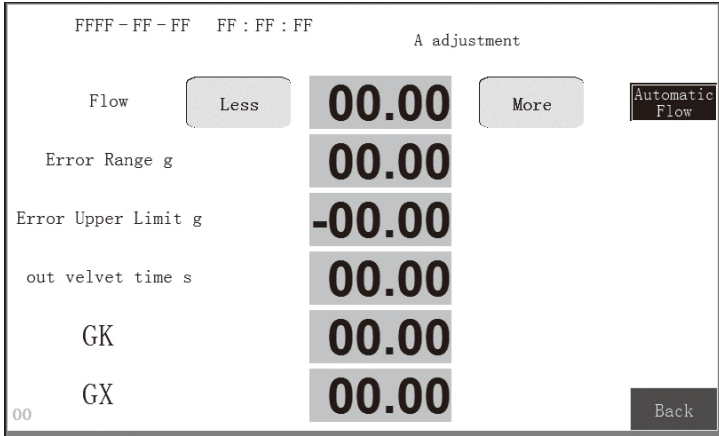 FFFF-FF-FF FF:FF:FF
A adjustment
Flow Less 00.00 More Automatic Flow
Error Range g 00.00
Error Upper Limit g -00.00
out velvet time s 00.00
GK 00.00
GX 00.00
00 Back